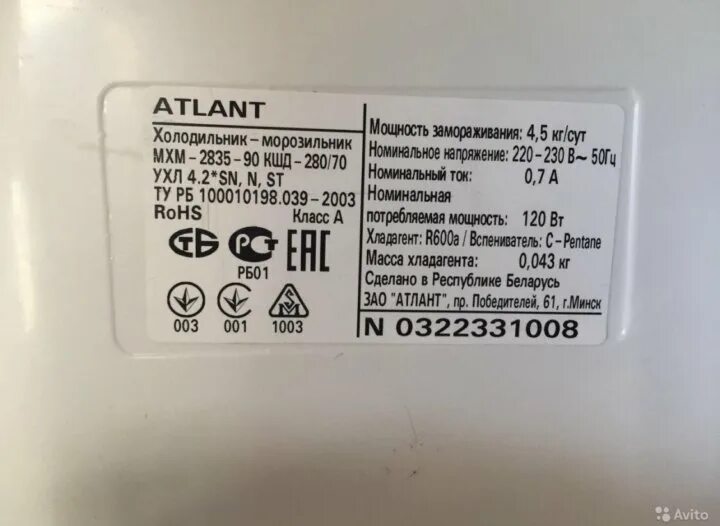 ATLANT
Холодильник – морозильник
МХМ – 2835 – 90 КШД – 280/70
УХЛ 4.2*SN, N, ST
ТУ РБ 100010198.039 – 2003
RoHS Класс А
СТБ РСТ ЕАС
РБ01
003 001 1003
Мощность замораживания: 4,5 кг/сут
Номинальное напряжение: 220 – 230 В~ 50Гц
Номинальный ток: 0,7 А
Номинальная
потребляемая мощность: 120 Вт
Хладагент: R600a / Вспениватель: C – Pentane
Масса хладагента: 0,043 кг
Сделано в Республике Беларусь
ЗАО "АТЛАНТ", пр. Победителей, 61, г.Минск
N 0322331008
Avito